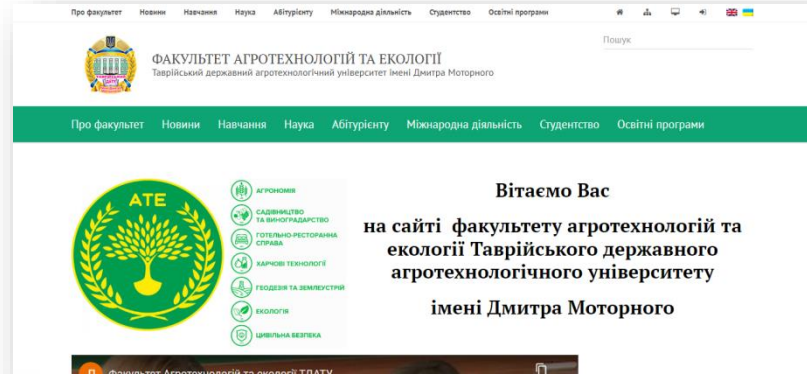 Про факультет Новини Навчання Наука Абітурієнту Міжнародна діяльність Студентство Освітні програми
Пошук
ФАКУЛЬТЕТ АГРОТЕХНОЛОГІЙ ТА ЕКОЛОГІЇ
Таврійський державний агротехнологічний університет імені Дмитра Моторного
Про факультет Новини Навчання Наука Абітурієнту Міжнародна діяльність Студентство Освітні програми
АТЕ
АГРОНОМІЯ
САДІВНИЦТВО
ТА ВИНОГРАДАРСТВО
ГОТЕЛЬНО-РЕСТОРАННА
СПРАВА
ХАРЧОВІ ТЕХНОЛОГІЇ
ГЕОДЕЗІЯ ТА ЗЕМЛЕУСТРІЙ
ЕКОЛОГІЯ
ЦИВІЛЬНА БЕЗПЕКА
Вітаємо Вас
на сайті факультету агротехнологій та
екології Таврійського державного
агротехнологічного університету
імені Дмитра Моторного
Факультет Агротехнологій та екології ТДАТУ